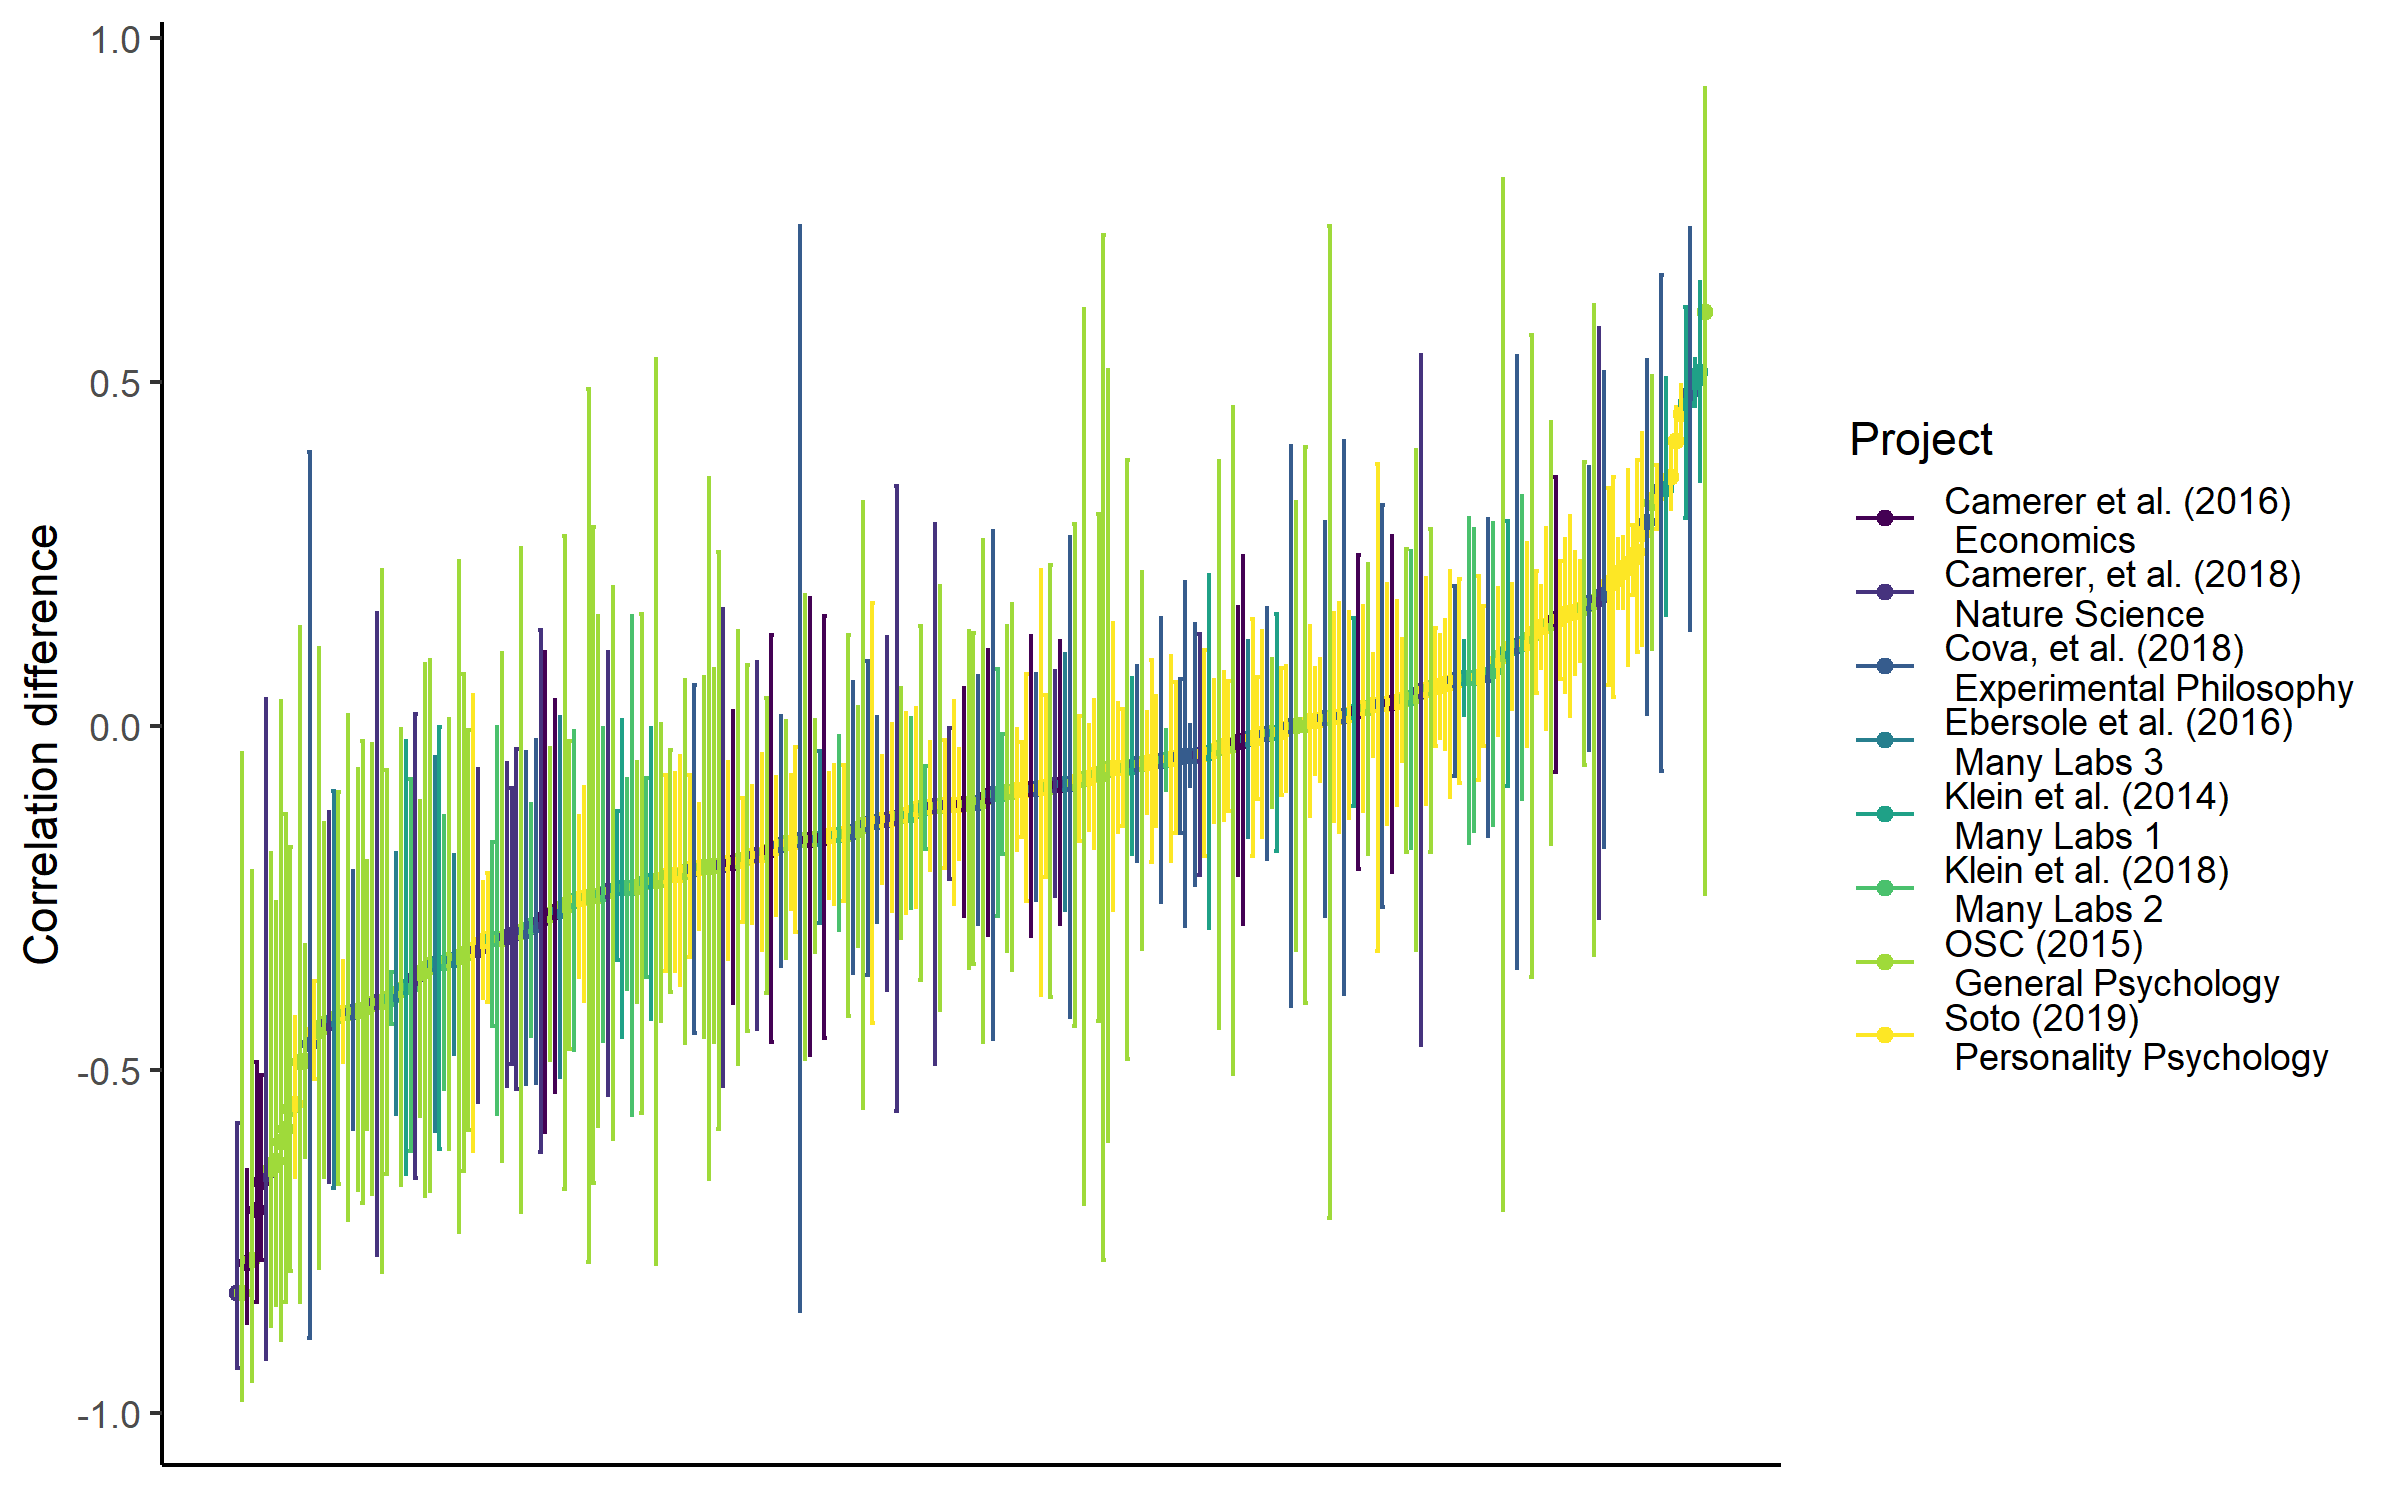 1.0
0.5
0.0
-0.5
-1.0
Correlation difference
Project
Camerer et al. (2016)
Economics
Camerer, et al. (2018)
Nature Science
Cova, et al. (2018)
Experimental Philosophy
Ebersole et al. (2016)
Many Labs 3
Klein et al. (2014)
Many Labs 1
Klein et al. (2018)
Many Labs 2
OSC (2015)
General Psychology
Soto (2019)
Personality Psychology